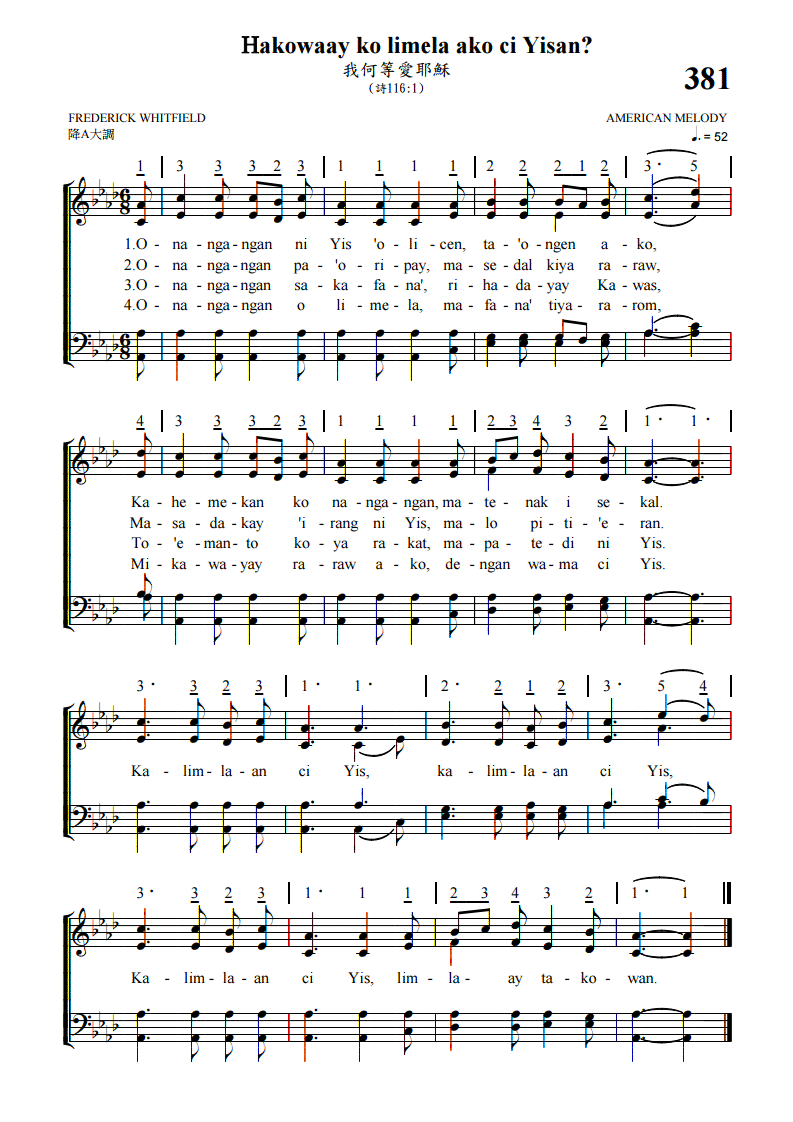 Hakowaay ko limela ako ci Yisan?
我何等愛耶穌
(詩116:1)
381
FREDERICK WHITFIELD
AMERICAN MELODY
降A大調
♩. = 52
1 | 3 3 3 2 3 | 1 1 1 1 | 2 2 2 1 2 | 3· 5 |
1.O - na - nga - ngan ni Yis 'o - li - cen, ta - 'o - ngen a - ko,
2.O - na - nga - ngan pa - 'o - ri - pay, ma - se - dal kiya ra - raw,
3.O - na - nga - ngan sa - ka - fa - na', ri - ha - da - yay Ka - was,
4.O - na - nga - ngan o li - me - la, ma - fa - na' tiya - ra - rom,
4 | 3 3 3 2 3 | 1 1 1 1 | 2 3 4 3 2 | 1· 1· |
Ka - he - me - kan ko na - nga - ngan, ma - te - nak i se - kal.
Ma - sa - da - kay 'i - rang ni Yis, ma - lo pi - ti - 'e - ran.
To - 'e - man - to ko - ya ra - kat, ma - pa - te - di ni Yis.
Mi - ka - wa - yay ra - raw a - ko, de - ngan wa - ma ci Yis.
3· 3 2 3 | 1· 1· | 2· 2 1 2 | 3· 5 4 |
Ka - lim - la - an ci Yis, ka - lim - la - an ci Yis,
3· 3 2 3 | 1 1 1 | 2 3 4 3 2 | 1· 1
Ka - lim - la - an ci Yis, lim - la - ay ta - ko - wan.